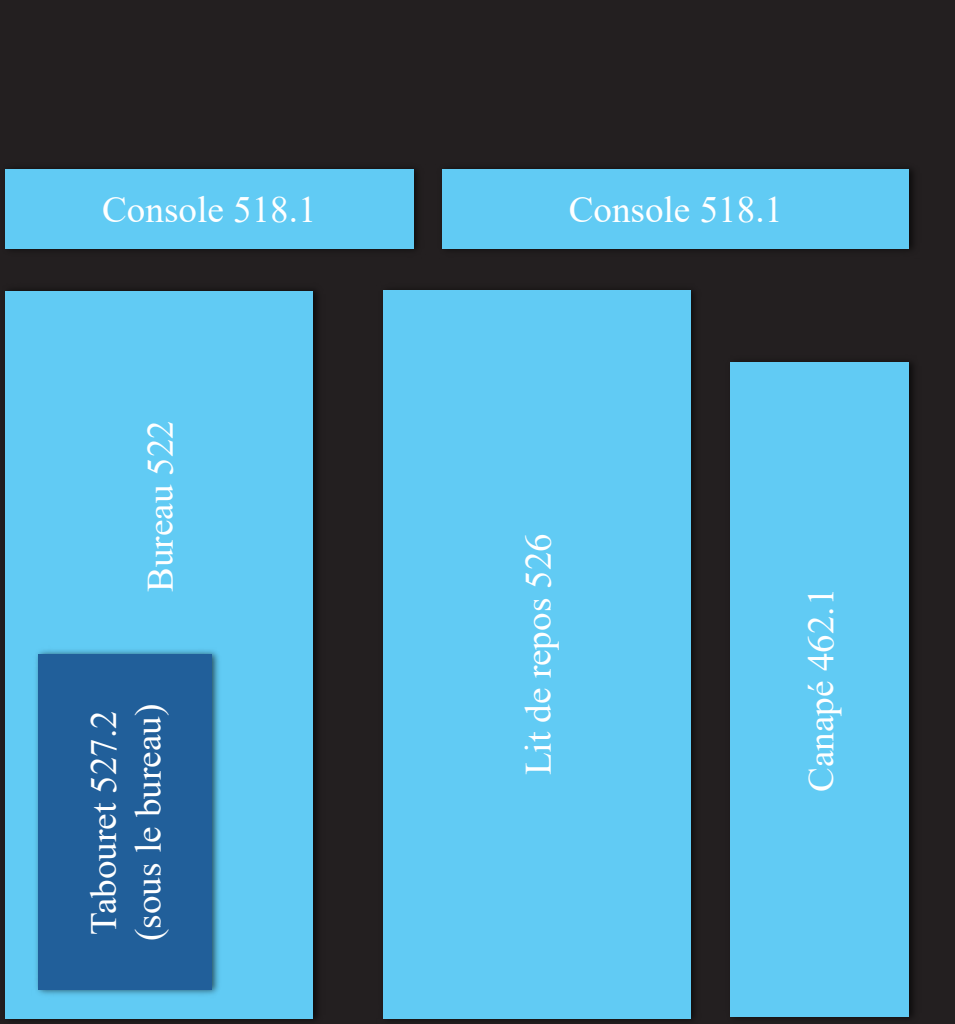 Console 518.1
Console 518.1
Bureau 522
Tabouret 527.2
(sous le bureau)
Lit de repos 526
Canapé 462.1